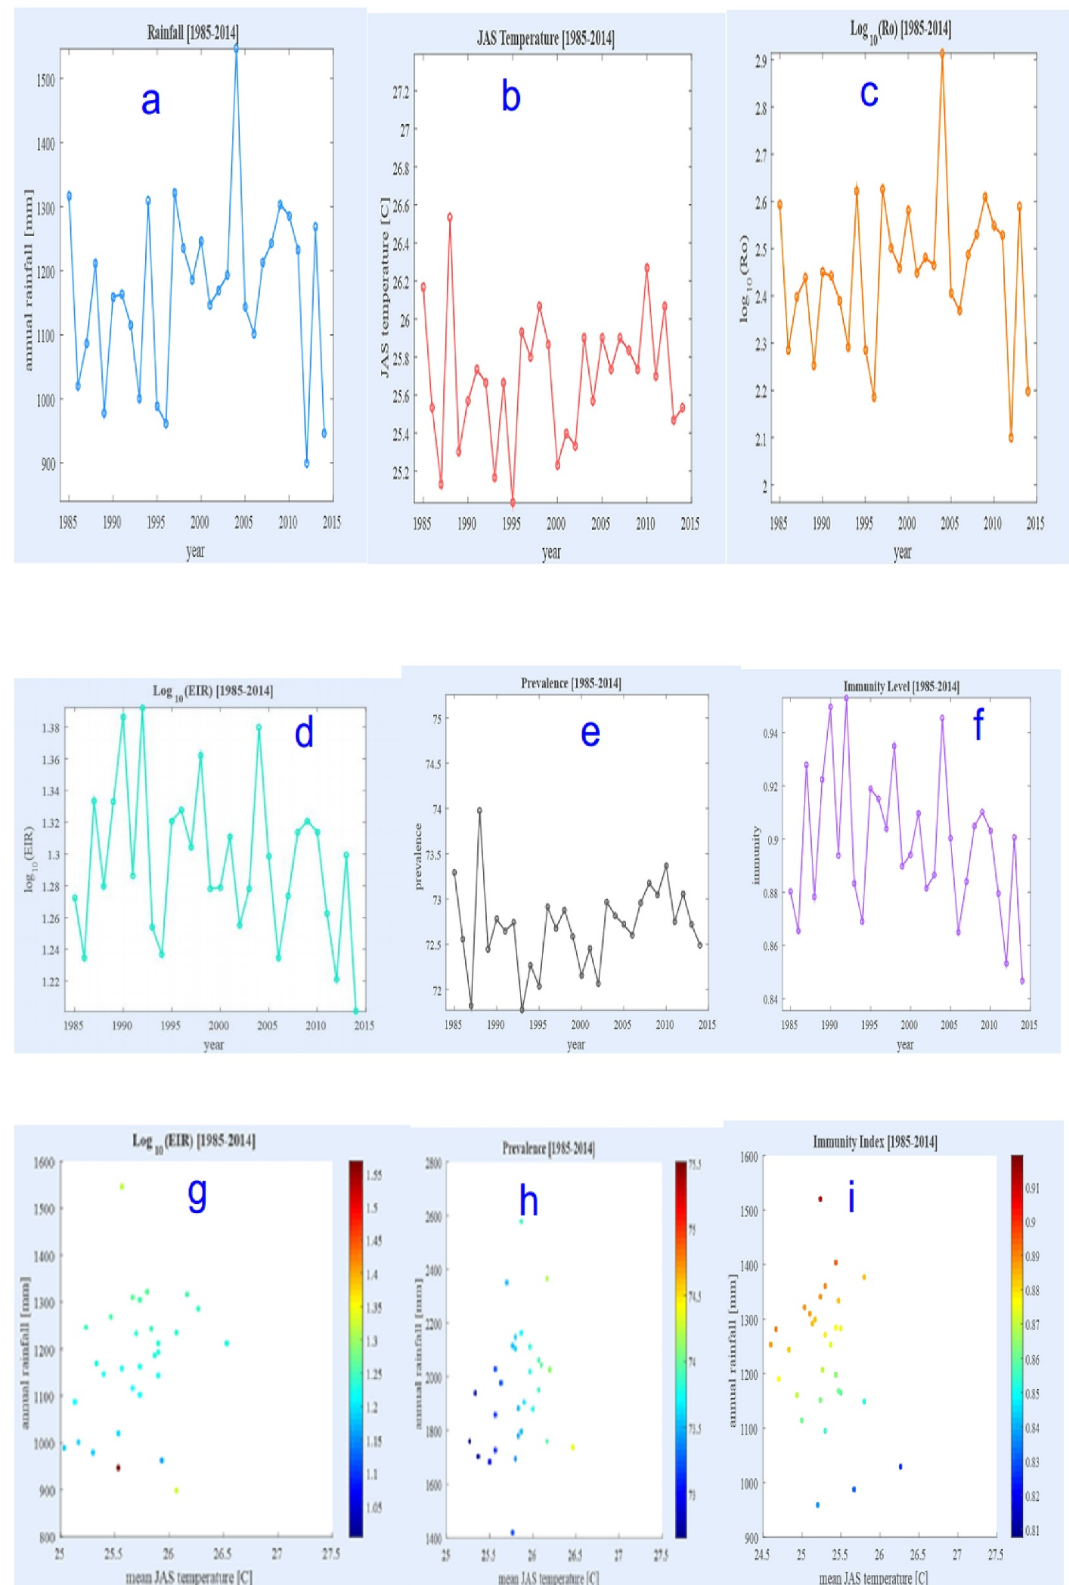 Rainfall [1985-2014]
a
annual rainfall [mm]
1500
1400
1300
1200
1100
1000
900
1985 1990 1995 2000 2005 2010 2015
year
JAS Temperature [1985-2014]
b
JAS temperature [C]
27.2
27
26.8
26.6
26.4
26.2
26
25.8
25.6
25.4
25.2
1985 1990 1995 2000 2005 2010 2015
year
Log10(Ro) [1985-2014]
c
log10(Ro)
2.9
2.8
2.7
2.6
2.5
2.4
2.3
2.2
2.1
2
1985 1990 1995 2000 2005 2010 2015
year
Log10(EIR) [1985-2014]
d
log10(EIR)
1.38
1.36
1.34
1.32
1.3
1.28
1.26
1.24
1.22
1985 1990 1995 2000 2005 2010 2015
year
Prevalence [1985-2014]
e
prevalence
75
74.5
74
73.5
73
72.5
72
1985 1990 1995 2000 2005 2010 2015
year
Immunity Level [1985-2014]
f
immunity
0.94
0.92
0.9
0.88
0.86
0.84
1985 1990 1995 2000 2005 2010 2015
year
Log10(EIR) [1985-2014]
g
annual rainfall [mm]
1600
1500
1400
1300
1200
1100
1000
900
800
25 25.5 26 26.5 27 27.5
mean JAS temperature [C]
1.55
1.5
1.45
1.4
1.35
1.3
1.25
1.2
1.15
1.1
1.05
Prevalence [1985-2014]
h
annual rainfall [mm]
2800
2600
2400
2200
2000
1800
1600
1400
25 25.5 26 26.5 27 27.5
mean JAS temperature [C]
75.5
75
74.5
74
73.5
73
Immunity Index [1985-2014]
i
annual rainfall [mm]
1600
1500
1400
1300
1200
1100
1000
900
24.5 25 25.5 26 26.5 27 27.5
mean JAS temperature [C]
0.91
0.9
0.89
0.88
0.87
0.86
0.85
0.84
0.83
0.82
0.81